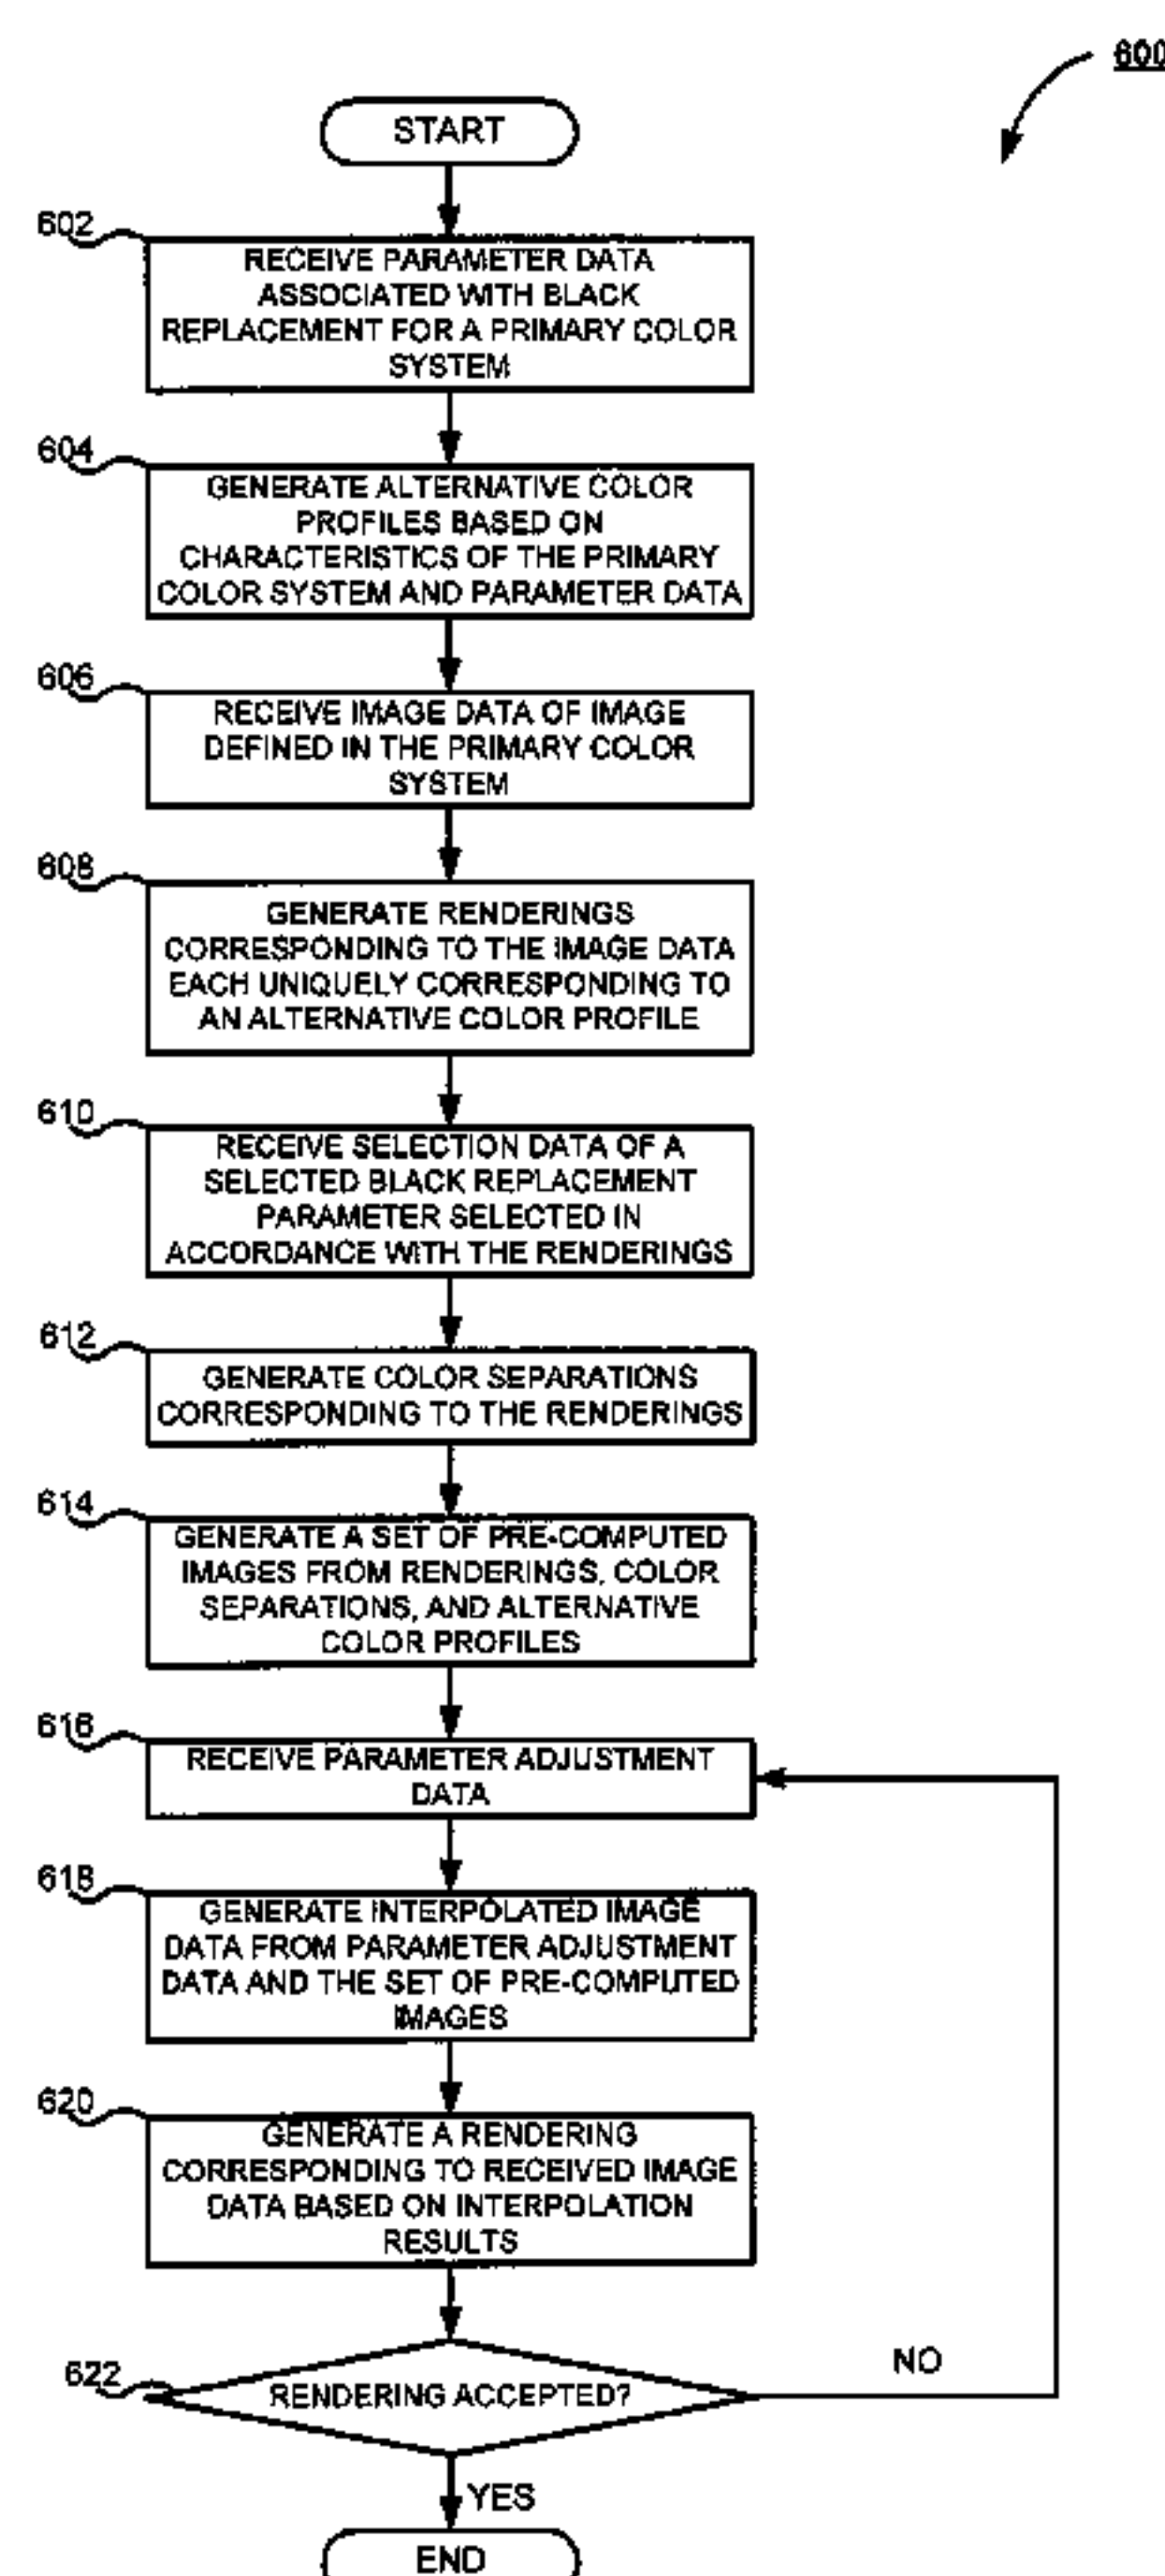 600
START
602
RECEIVE PARAMETER DATA
ASSOCIATED WITH BLACK
REPLACEMENT FOR A PRIMARY COLOR
SYSTEM
604
GENERATE ALTERNATIVE COLOR
PROFILES BASED ON
CHARACTERISTICS OF THE PRIMARY
COLOR SYSTEM AND PARAMETER DATA
606
RECEIVE IMAGE DATA OF IMAGE
DEFINED IN THE PRIMARY COLOR
SYSTEM
608
GENERATE RENDERINGS
CORRESPONDING TO THE IMAGE DATA
EACH UNIQUELY CORRESPONDING TO
AN ALTERNATIVE COLOR PROFILE
610
RECEIVE SELECTION DATA OF A
SELECTED BLACK REPLACEMENT
PARAMETER SELECTED IN
ACCORDANCE WITH THE RENDERINGS
612
GENERATE COLOR SEPARATIONS
CORRESPONDING TO THE RENDERINGS
614
GENERATE A SET OF PRE-COMPUTED
IMAGES FROM RENDERINGS, COLOR
SEPARATIONS, AND ALTERNATIVE
COLOR PROFILES
616
RECEIVE PARAMETER ADJUSTMENT
DATA
618
GENERATE INTERPOLATED IMAGE
DATA FROM PARAMETER ADJUSTMENT
DATA AND THE SET OF PRE-COMPUTED
IMAGES
620
GENERATE A RENDERING
CORRESPONDING TO RECEIVED IMAGE
DATA BASED ON INTERPOLATION
RESULTS
622
RENDERING ACCEPTED?
NO
YES
END